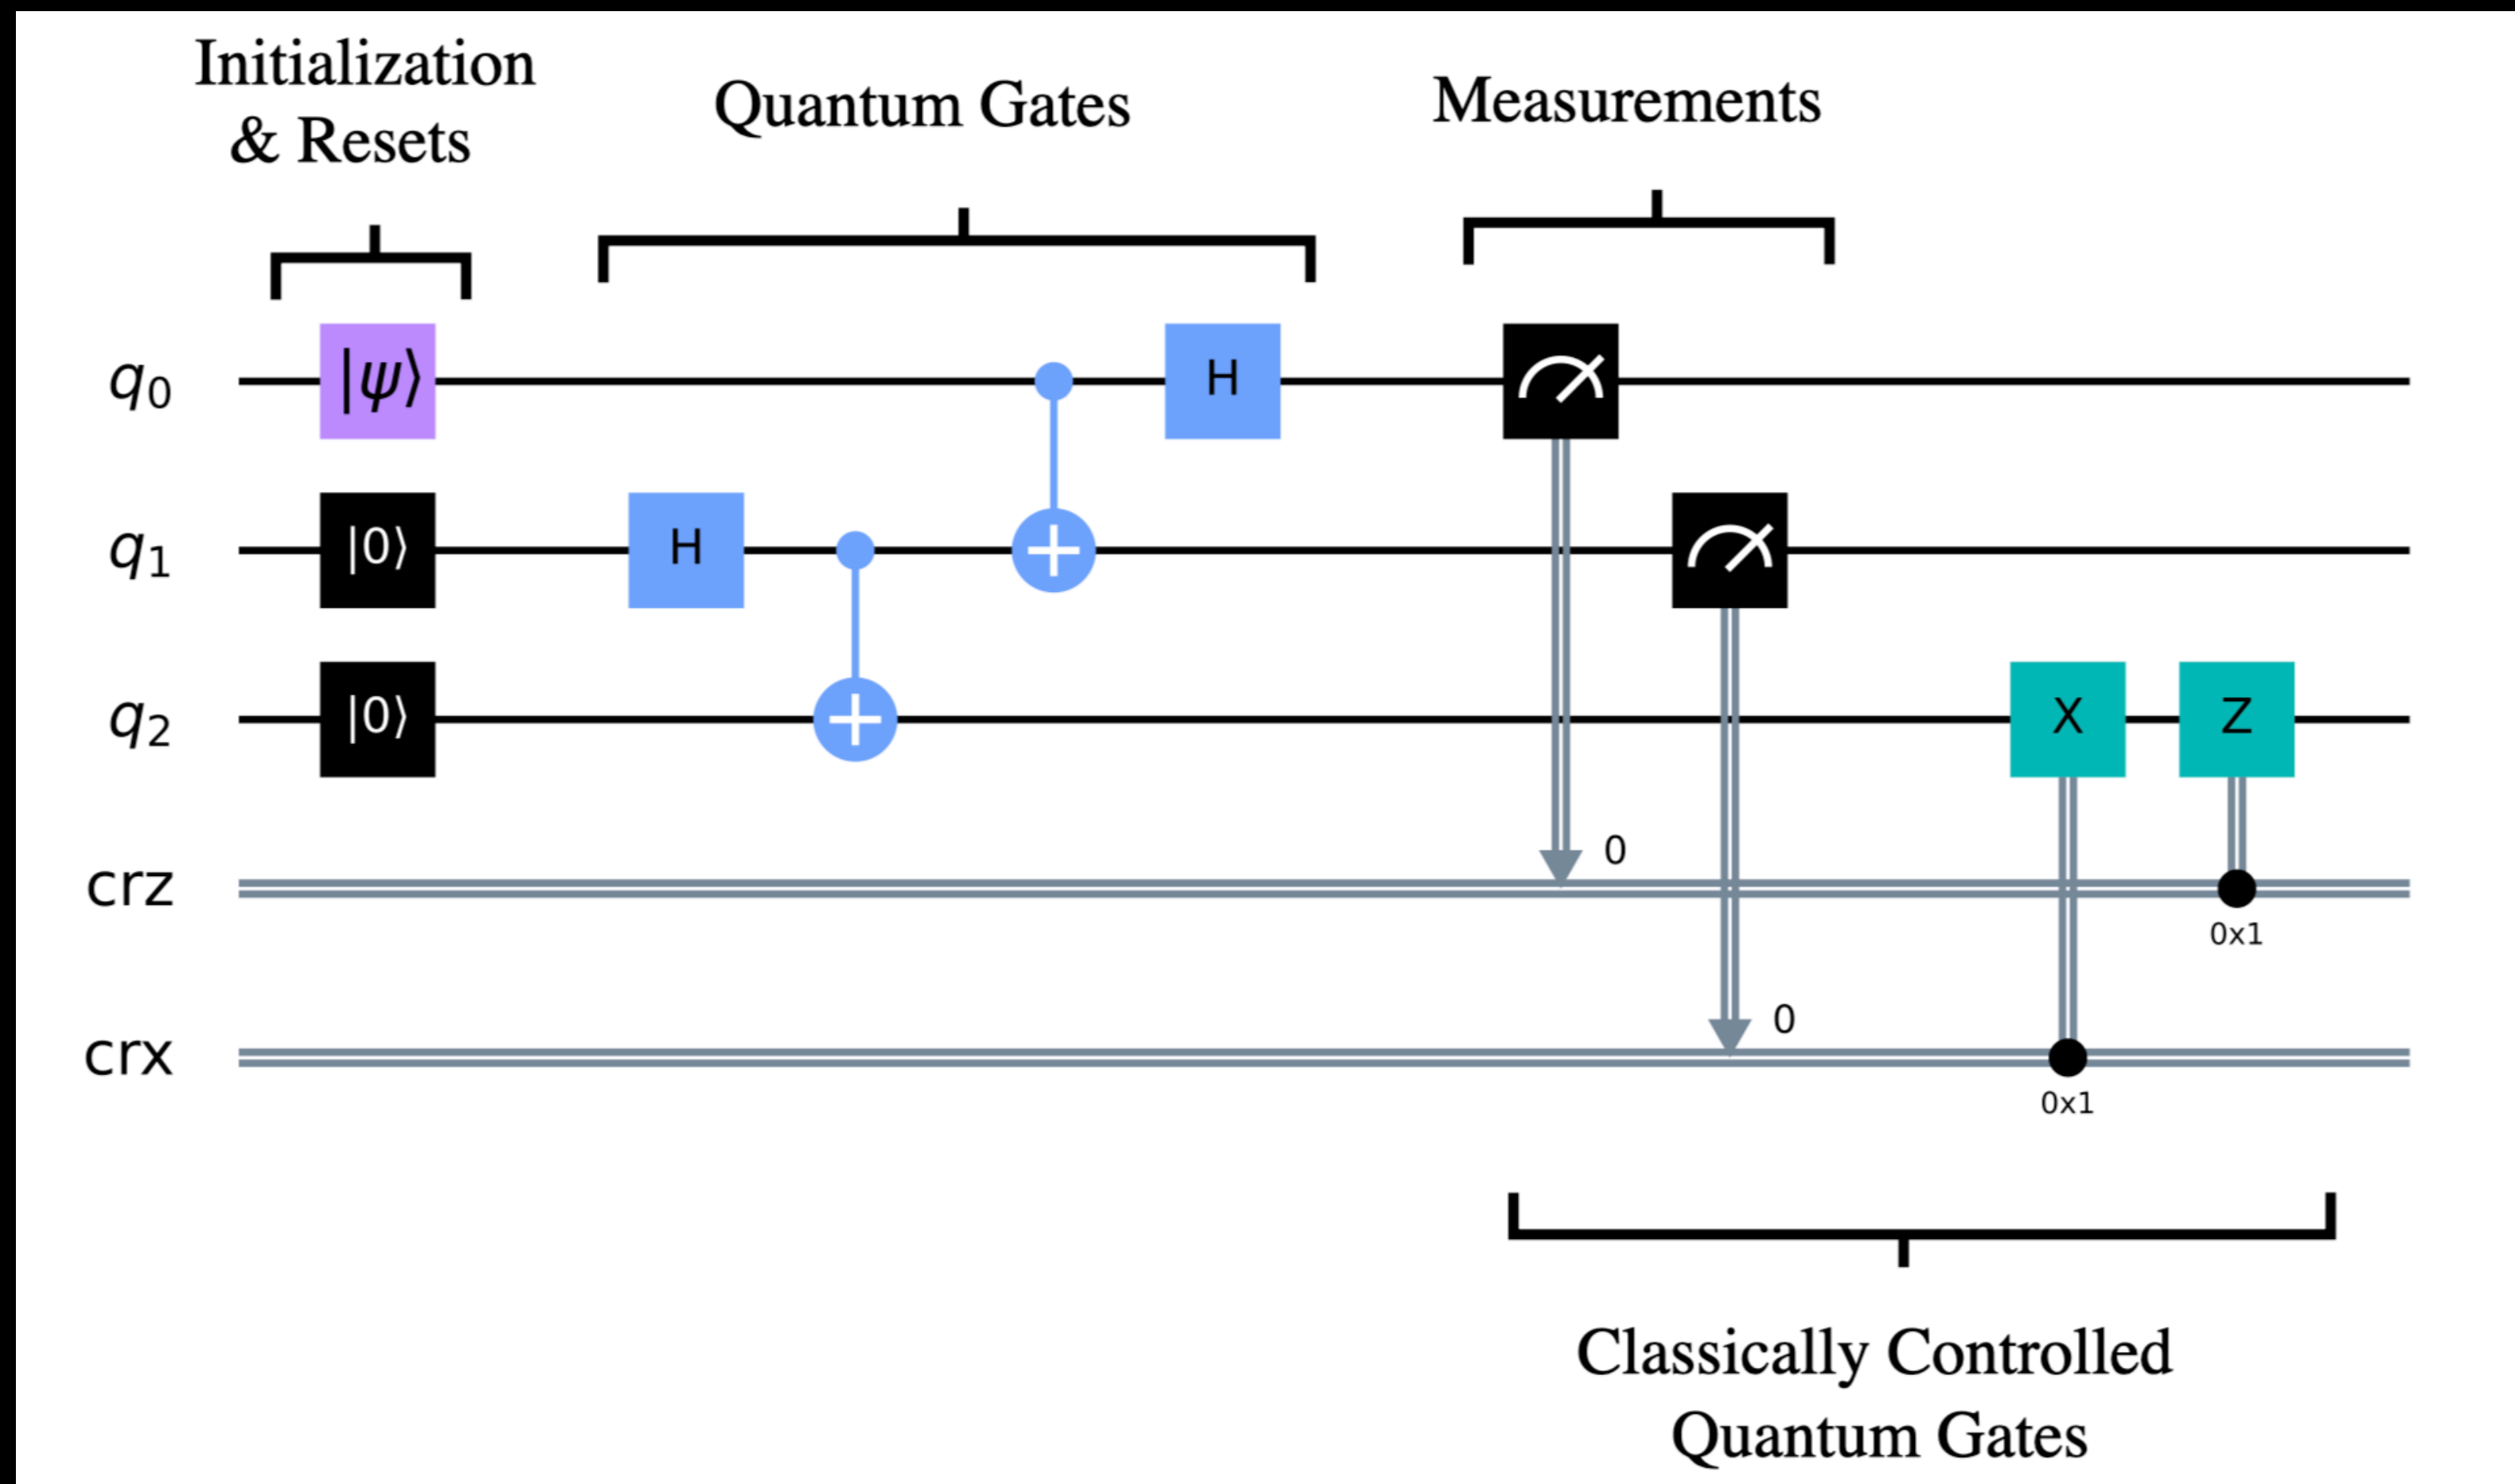 Initialization
& Resets
Quantum Gates
Measurements
q0 |ψ⟩ H
q1 |0⟩ H
q2 |0⟩ X Z
crz 0 0x1
crx 0 0x1
Classically Controlled
Quantum Gates